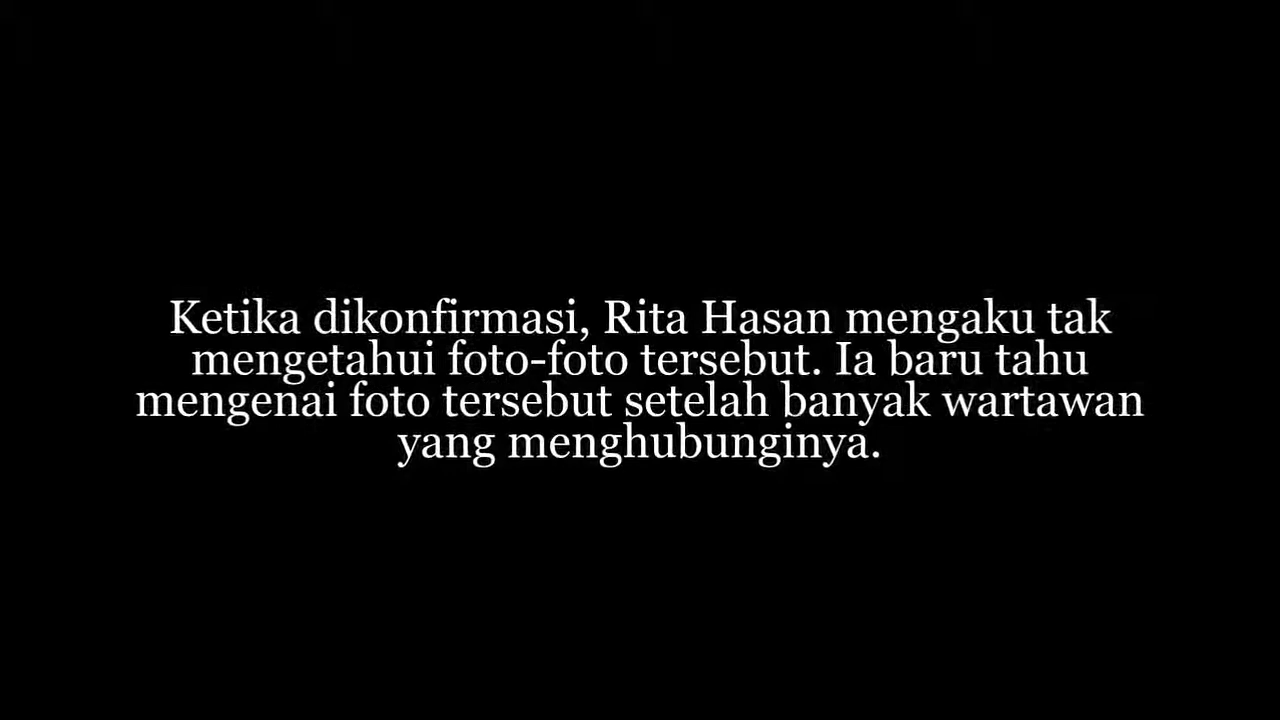 Ketika dikonfirmasi, Rita Hasan mengaku tak
mengetahui foto-foto tersebut. Ia baru tahu
mengenai foto tersebut setelah banyak wartawan
yang menghubunginya.